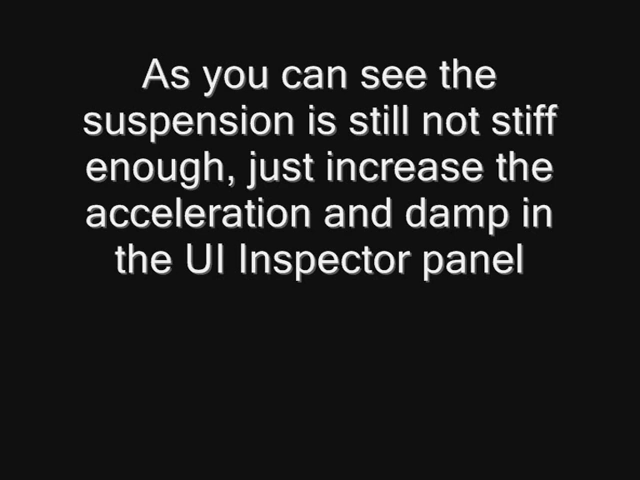 As you can see the
suspension is still not stiff
enough, just increase the
acceleration and damp in
the UI Inspector panel